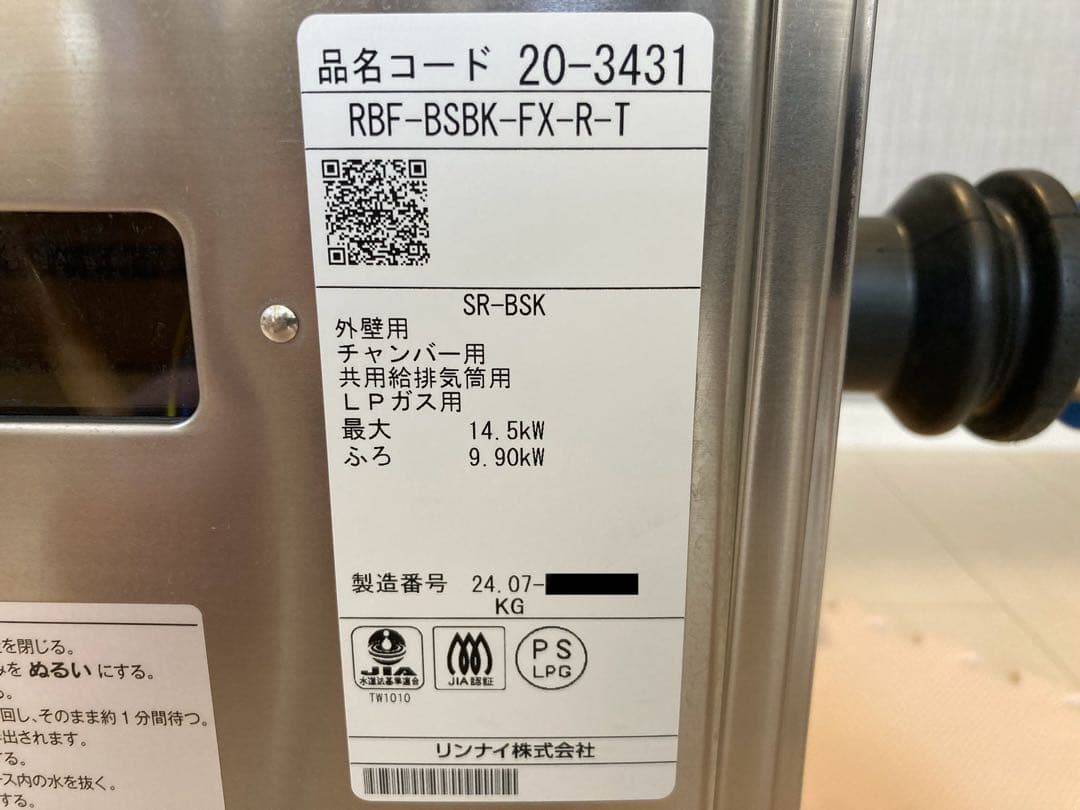 品名コード 20-3431
RBF-BSBK-FX-R-T
SR-BSK
外壁用
チャンバー用
共用給排気筒用
LPガス用
最大 14.5kW
ふろ 9.90kW
製造番号 24.07-
KG
JIA
水道法基準適合
TW1010
JIA認証
PS
LPG
リンナイ株式会社
を閉じる。
みを ぬるい にする。
る。
回し、そのまま約1分間待つ。
出されます。
する。
ース内の水を抜く。
する。